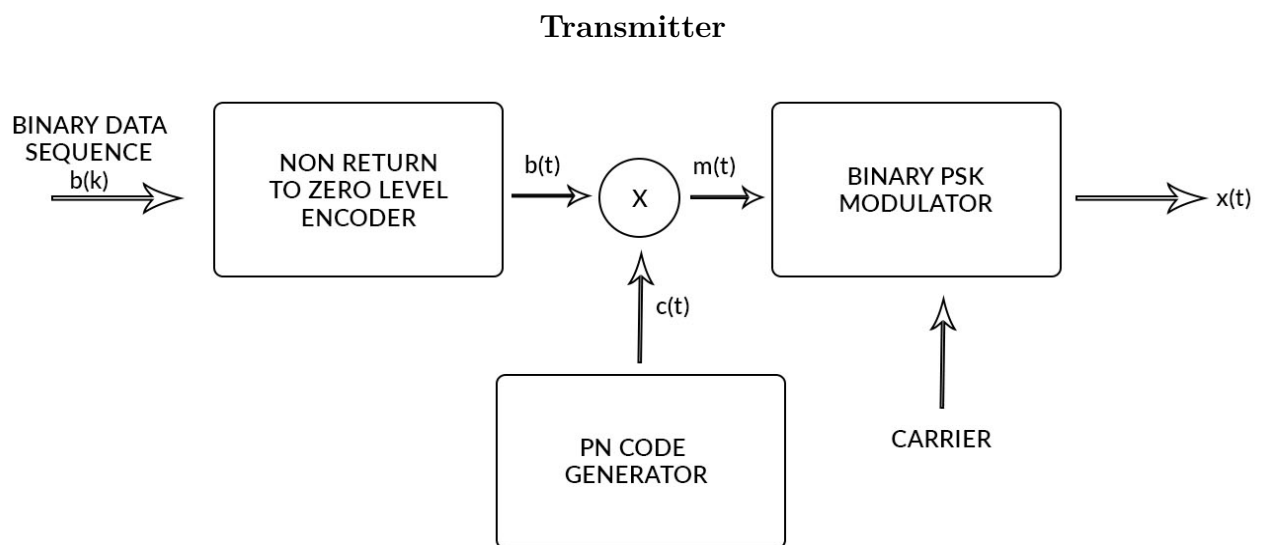 Transmitter
BINARY DATA
SEQUENCE
b(k)
NON RETURN
TO ZERO LEVEL
ENCODER
b(t)
X
m(t)
BINARY PSK
MODULATOR
x(t)
c(t)
PN CODE
GENERATOR
CARRIER